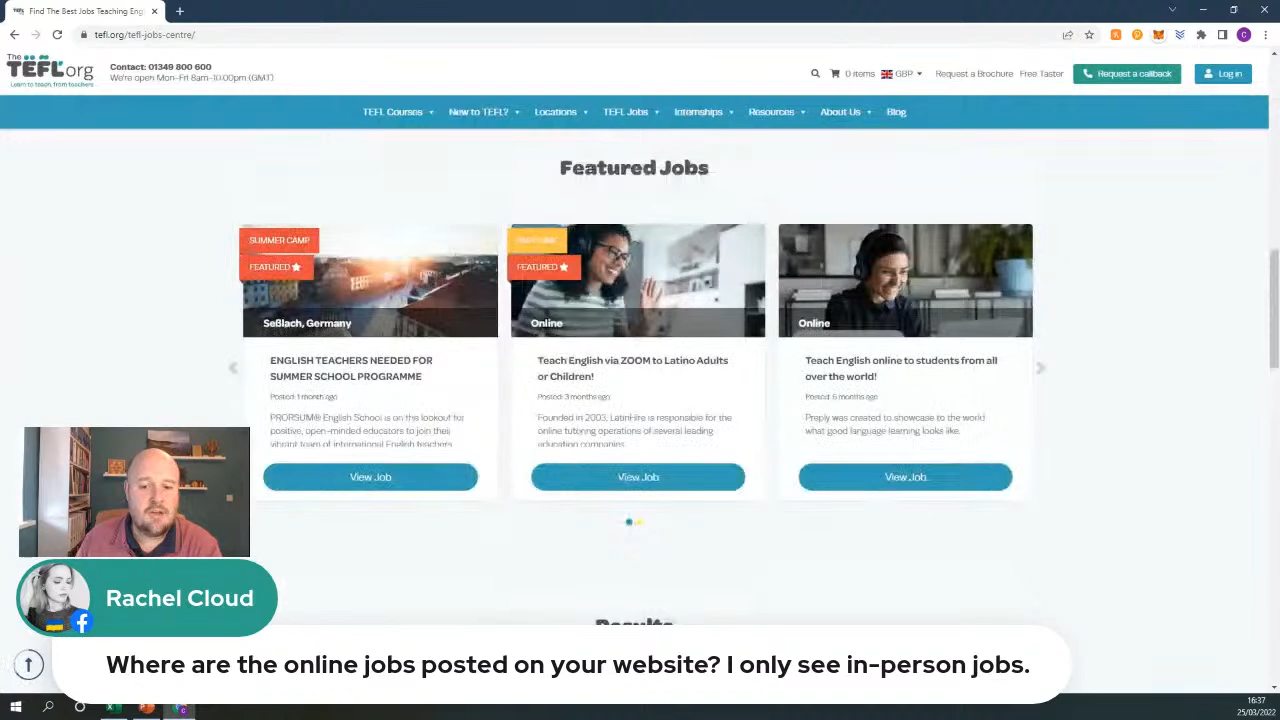 Find The Best Jobs Teaching Eng
tefl.org/tefl-jobs-centre/
The
TEFL org
Learn to teach, from teachers
Contact: 01349 800 600
We're open Mon-Fri 8am-10:00pm (GMT)
0 items
GBP
Request a Brochure
Free Taster
Request a callback
Log in
TEFL Courses
New to TEFL?
Locations
TEFL Jobs
Internships
Resources
About Us
Blog
Featured Jobs
SUMMER CAMP
FEATURED
Seßlach, Germany
ENGLISH TEACHERS NEEDED FOR
SUMMER SCHOOL PROGRAMME
Posted: 1 month ago
PRORSUM® English School is on the lookout for
positive, open-minded educators to join their
vibrant team of international English teachers
View Job
FEATURED
Online
Teach English via ZOOM to Latino Adults
or Children!
Posted: 3 months ago
Founded in 2003, LatinHire is responsible for the
online tutoring operations of several leading
education companies.
View Job
Online
Teach English online to students from all
over the world!
Posted: 5 months ago
Preply was created to showcase to the world
what good language learning looks like.
View Job
Results
Rachel Cloud
Where are the online jobs posted on your website? I only see in-person jobs.
16:37
25/03/2022